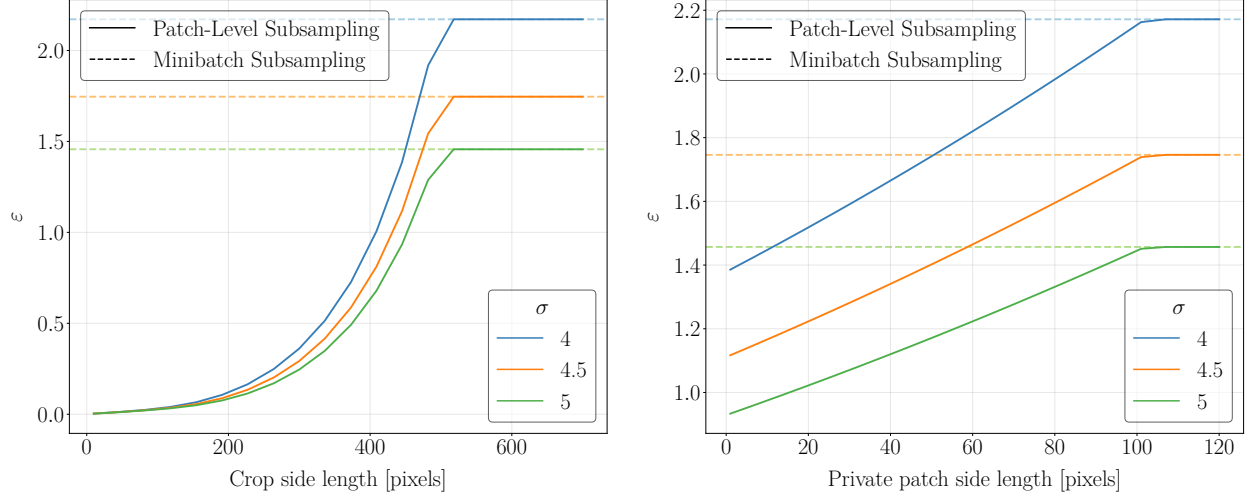 Patch-Level Subsampling
Minibatch Subsampling
2.0
1.5
1.0
0.5
0.0
ε
σ
4
4.5
5
0
200
400
600
Crop side length [pixels]
Patch-Level Subsampling
Minibatch Subsampling
2.2
2.0
1.8
1.6
1.4
1.2
1.0
ε
σ
4
4.5
5
0
20
40
60
80
100
120
Private patch side length [pixels]